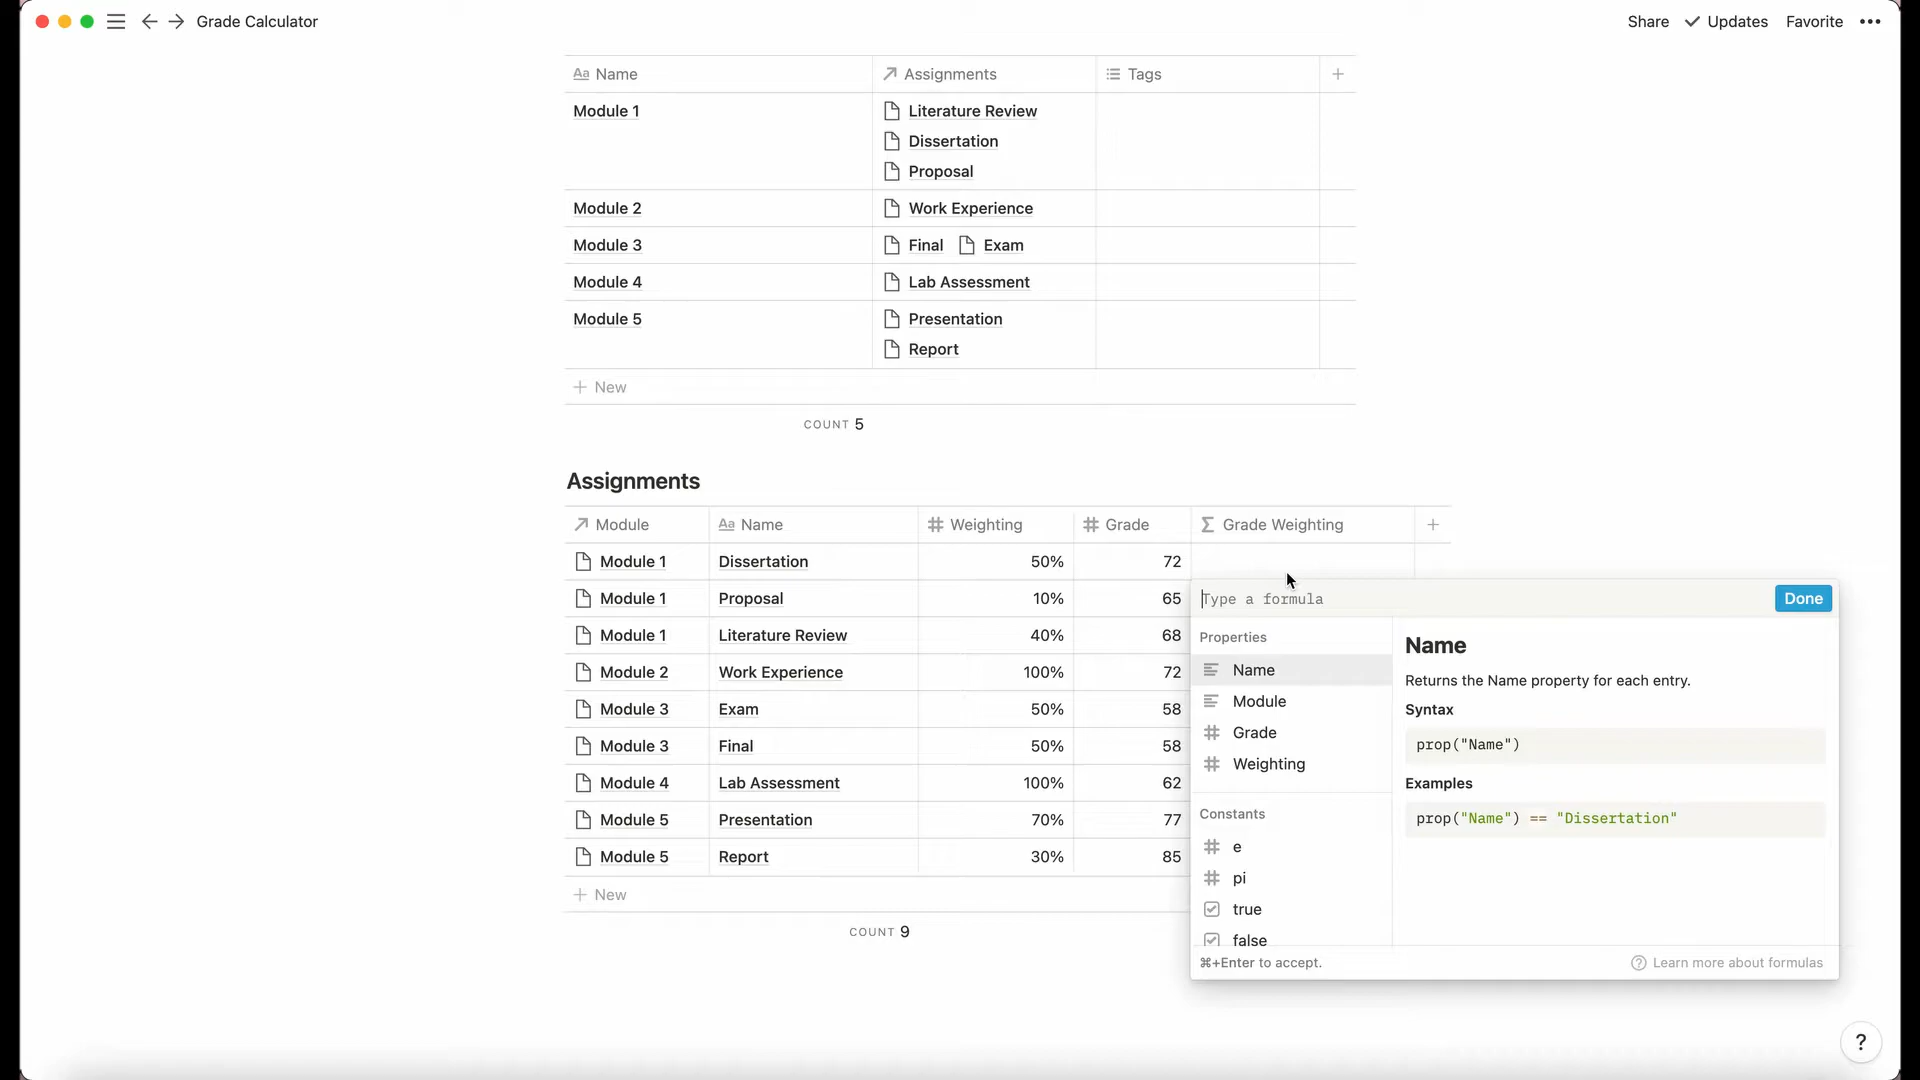 Grade Calculator Share Updates Favorite •••
Aa Name Assignments Tags +
Module 1 Literature Review
Dissertation
Proposal
Module 2 Work Experience
Module 3 Final Exam
Module 4 Lab Assessment
Module 5 Presentation
Report
+ New
COUNT 5
Assignments
Module Aa Name # Weighting # Grade Σ Grade Weighting +
Module 1 Dissertation 50% 72
Module 1 Proposal 10% 65
Module 1 Literature Review 40% 68
Module 2 Work Experience 100% 72
Module 3 Exam 50% 58
Module 3 Final 50% 58
Module 4 Lab Assessment 100% 62
Module 5 Presentation 70% 77
Module 5 Report 30% 85
+ New
COUNT 9
Type a formula Done
Properties
Name
Module
# Grade
# Weighting
Constants
# e
# pi
true
false
⌘+Enter to accept.
Name
Returns the Name property for each entry.
Syntax
prop("Name")
Examples
prop("Name") == "Dissertation"
? Learn more about formulas
?